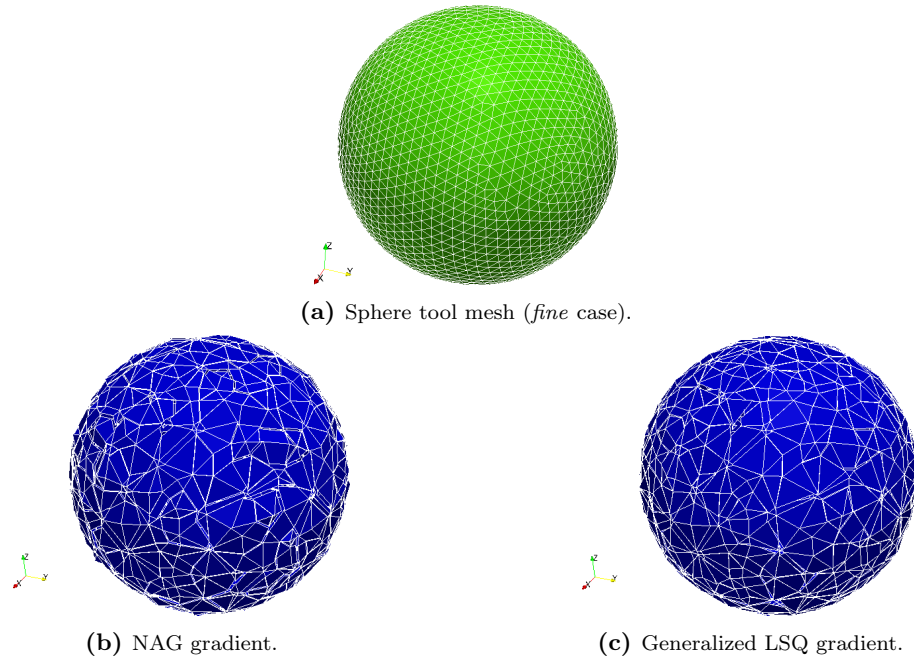 Z
X
Y
(a) Sphere tool mesh (fine case).
Z
X
Y
Z
X
Y
(b) NAG gradient.
(c) Generalized LSQ gradient.